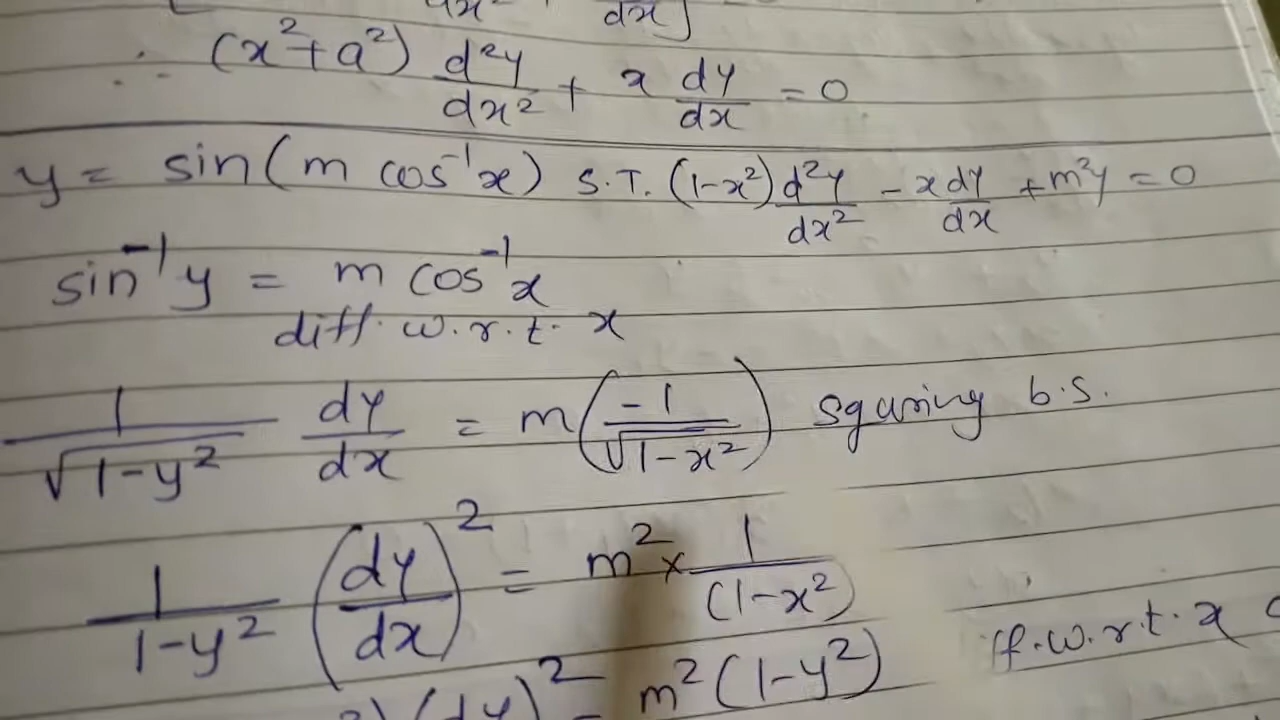 dx² dx]
∴ (x²+a²) d²y/dx² + x dy/dx = 0
y = sin(m cos⁻¹x) S.T. (1-x²) d²y/dx² - x dy/dx + m²y = 0
sin⁻¹y = m cos⁻¹x
diff. w.r.t. x
1/√(1-y²) dy/dx = m(-1/√(1-x²)) squaring b.s.
1/(1-y²) (dy/dx)² = m² × 1/(1-x²)
²) (dy)² = m²(1-y²) ff.w.r.t. x